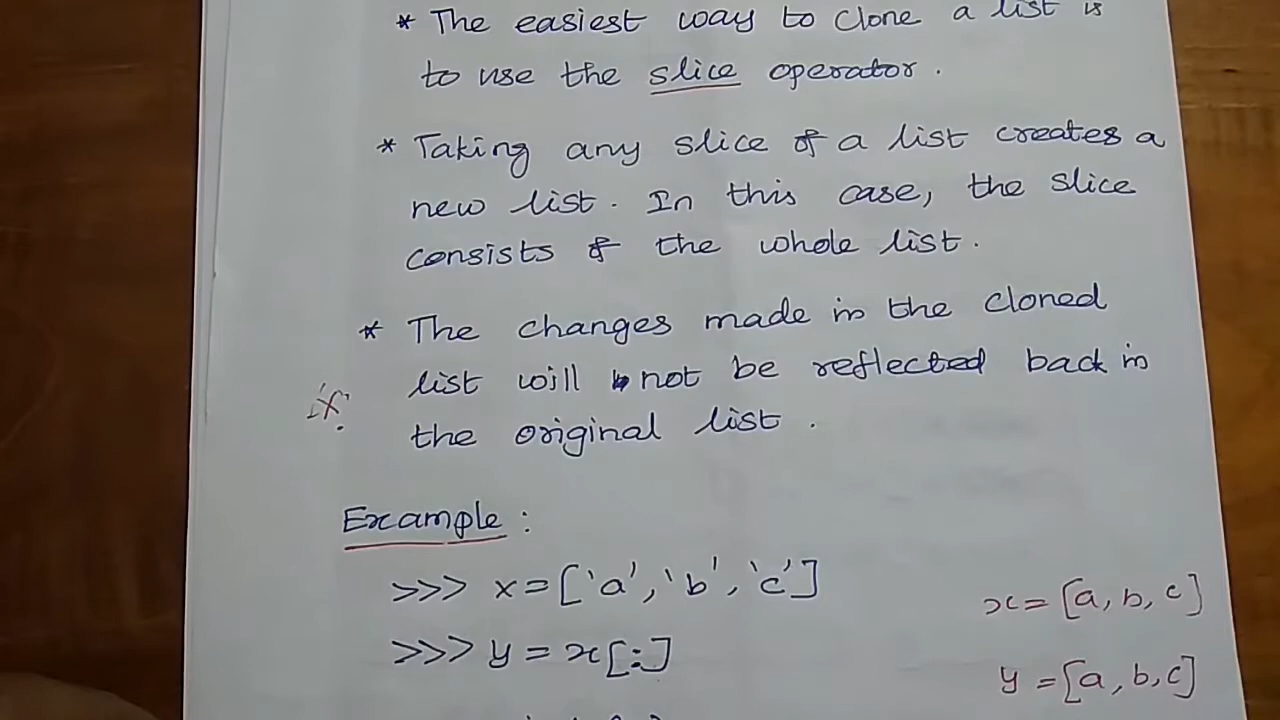 * The easiest way to clone a list is
to use the slice operator.
* Taking any slice of a list creates a
new list. In this case, the slice
consists of the whole list.
* The changes made in the cloned
list will not be reflected back in
the original list.
Example:
>>> x=['a','b','c']
x=[a,b,c]
>>> y=x[:]
y=[a,b,c]